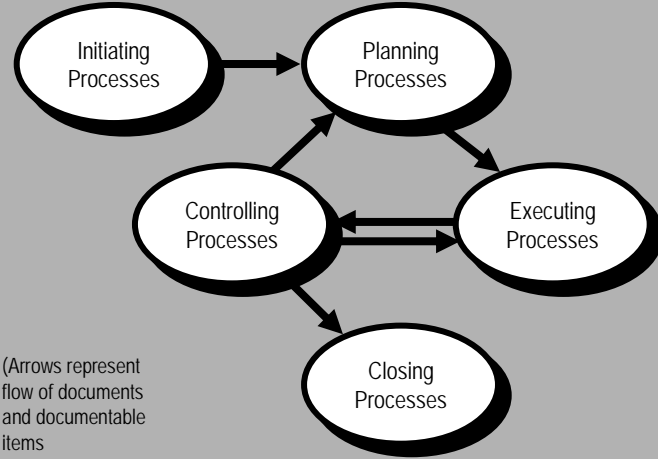 Initiating
Processes
Planning
Processes
Controlling
Processes
Executing
Processes
Closing
Processes
(Arrows represent
flow of documents
and documentable
items